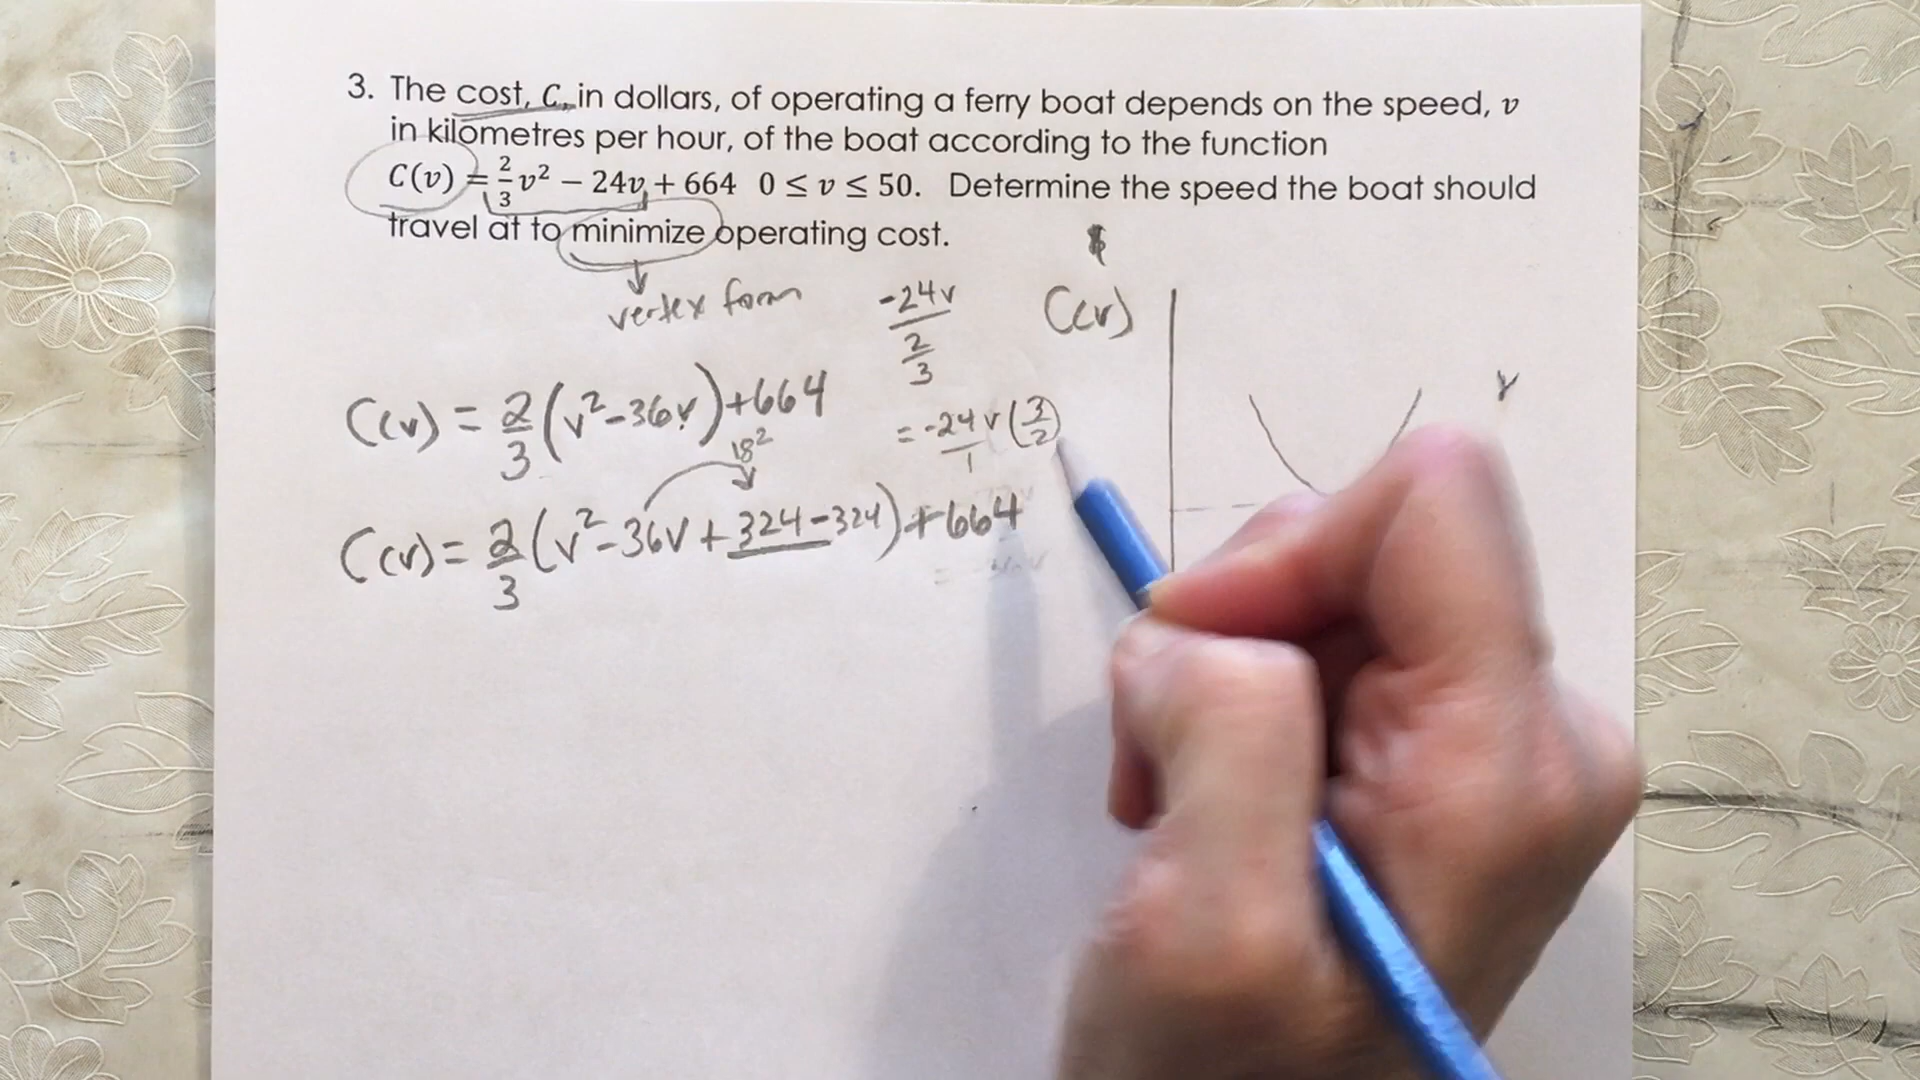 3. The cost, C, in dollars, of operating a ferry boat depends on the speed, v
in kilometres per hour, of the boat according to the function
C(v) = 2/3 v² − 24v + 664 0 ≤ v ≤ 50. Determine the speed the boat should
travel at to minimize operating cost.
$
vertex form
-24v
2/3
C(v)
v
C(v) = 2/3 (v² - 36v) + 664
= -24v/1 (3/2)
18²
C(v) = 2/3 (v² - 36v + 324 - 324) + 664